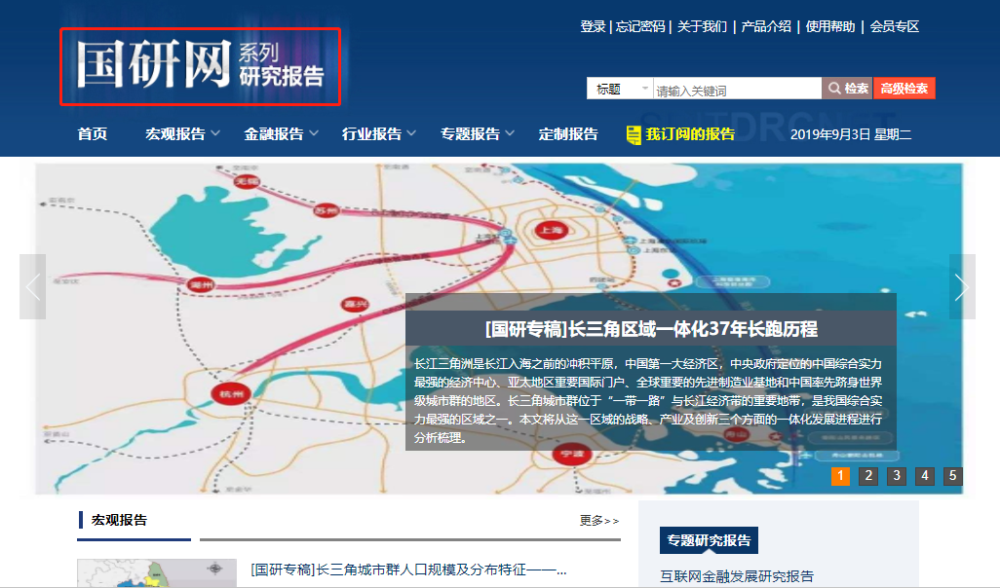 登录 | 忘记密码 | 关于我们 | 产品介绍 | 使用帮助 | 会员专区
国研网 系列
研究报告
标题 请输入关键词 检索 高级检索
首页 宏观报告 金融报告 行业报告 专题报告 定制报告 我订阅的报告 2019年9月3日 星期二
无锡
苏州
上海
湖州
嘉兴
[国研专稿]长三角区域一体化37年长跑历程
长江三角洲是长江入海之前的冲积平原，中国第一大经济区，中央政府定位的中国综合实力
最强的经济中心、亚太地区重要国际门户、全球重要的先进制造业基地和中国率先跻身世界
级城市群的地区。长三角城市群位于“一带一路”与长江经济带的重要地带，是我国综合实
力最强的区域之一。本文将从这一区域的战略、产业及创新三个方面的一体化发展进程进行
分析梳理。
杭州
舟山
宁波
1 2 3 4 5
宏观报告 更多>>
专题研究报告
[国研专稿]长三角城市群人口规模及分布特征——...
互联网金融发展研究报告